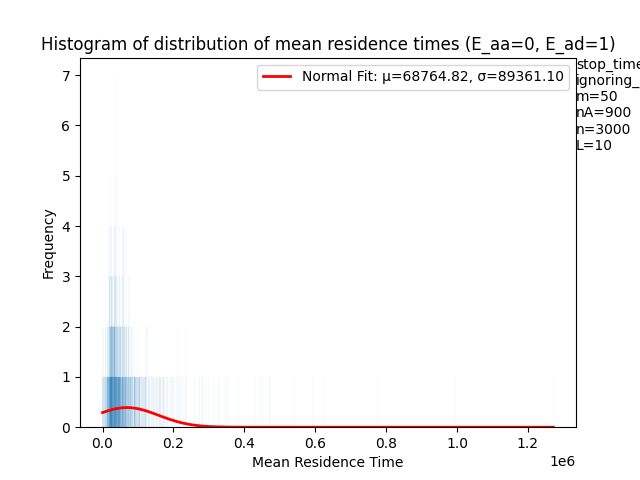 Histogram of distribution of mean residence times (E_aa=0, E_ad=1)
Normal Fit: μ=68764.82, σ=89361.10
stop_time
ignoring_
m=50
nA=900
n=3000
L=10
Frequency
7
6
5
4
3
2
1
0
0.0 0.2 0.4 0.6 0.8 1.0 1.2
1e6
Mean Residence Time